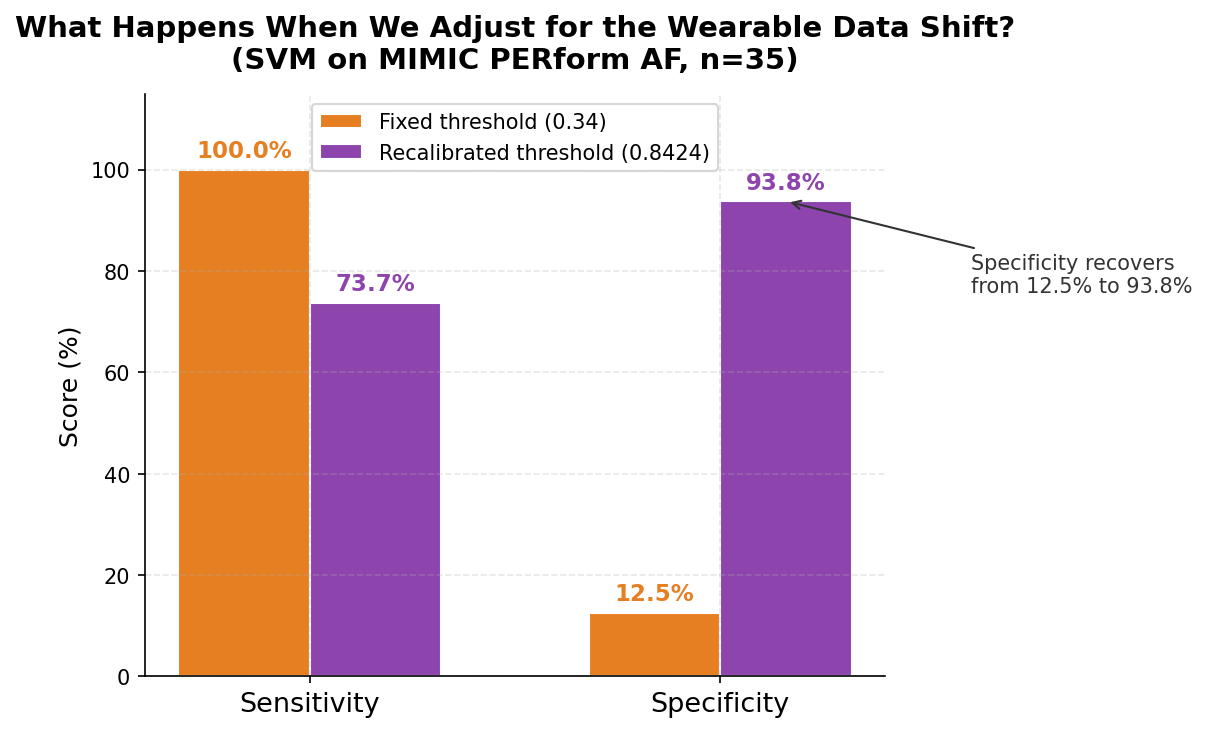 What Happens When We Adjust for the Wearable Data Shift?
(SVM on MIMIC PERform AF, n=35)
Fixed threshold (0.34)
Recalibrated threshold (0.8424)
100.0%
73.7%
12.5%
93.8%
Specificity recovers
from 12.5% to 93.8%
Score (%)
100
80
60
40
20
0
Sensitivity
Specificity